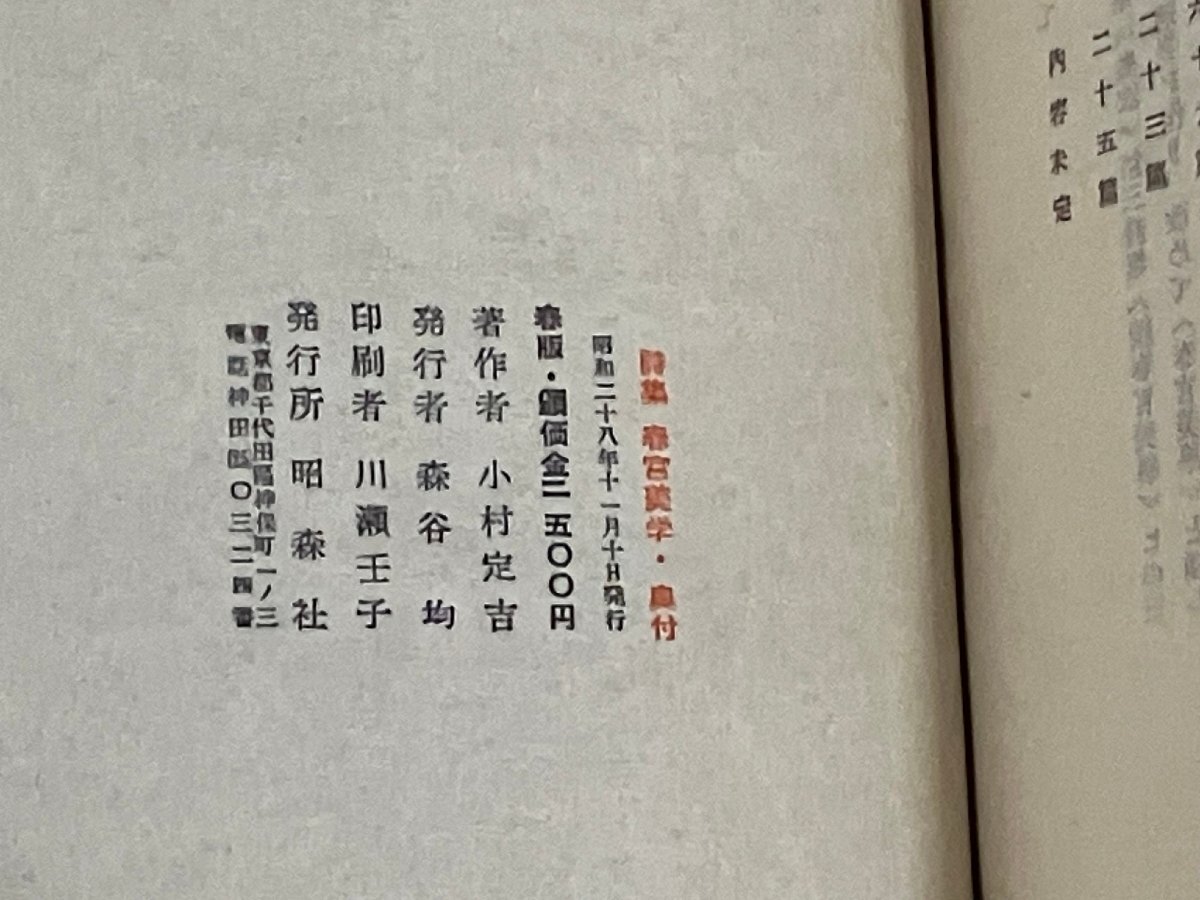 六十
二十三篇
二十五篇
内容未定
詩集 春宮美学・奥付
昭和二十八年十一月十日発行
春版・頒価金二五〇〇円
著作者 小村定吉
発行者 森谷均
印刷者 川瀬壬子
発行所 昭森社
東京都千代田区神保町一ノ三
電話神田 〇三二四番